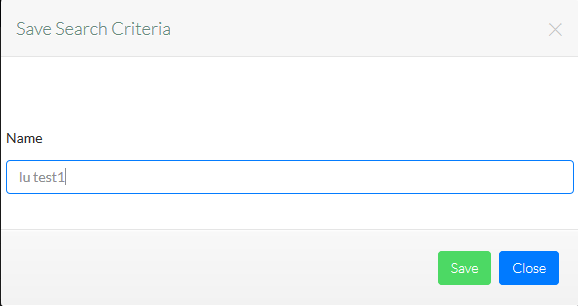 Save Search Criteria
Name
lu test1
Save
Close